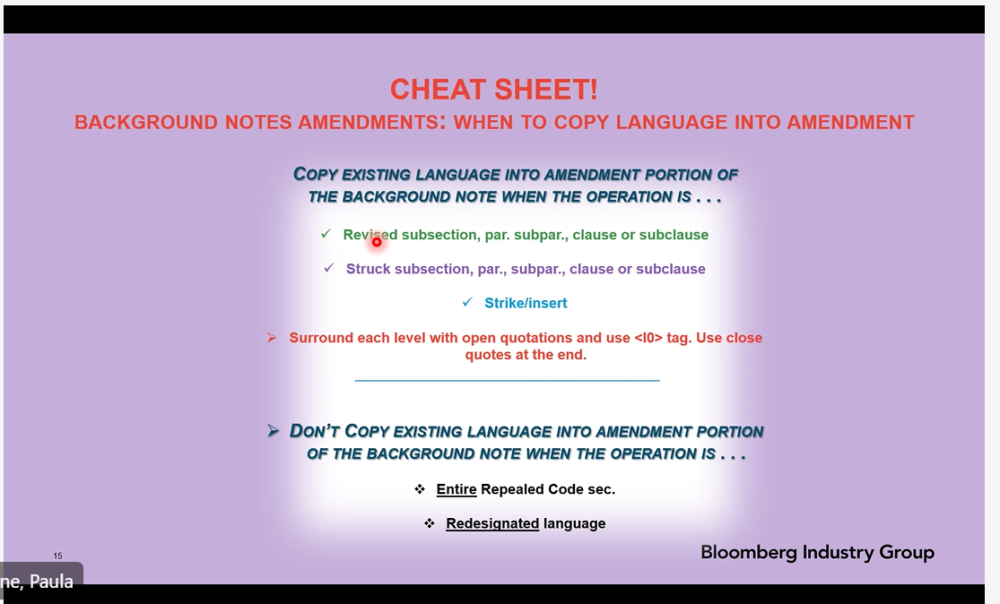 CHEAT SHEET!
BACKGROUND NOTES AMENDMENTS: WHEN TO COPY LANGUAGE INTO AMENDMENT
COPY EXISTING LANGUAGE INTO AMENDMENT PORTION OF
THE BACKGROUND NOTE WHEN THE OPERATION IS . . .
✓ Revised subsection, par. subpar., clause or subclause
✓ Struck subsection, par., subpar., clause or subclause
✓ Strike/insert
➢ Surround each level with open quotations and use <l0> tag. Use close
quotes at the end.
➢ DON'T COPY EXISTING LANGUAGE INTO AMENDMENT PORTION
OF THE BACKGROUND NOTE WHEN THE OPERATION IS . . .
❖ Entire Repealed Code sec.
❖ Redesignated language
15
Bloomberg Industry Group
ne, Paula